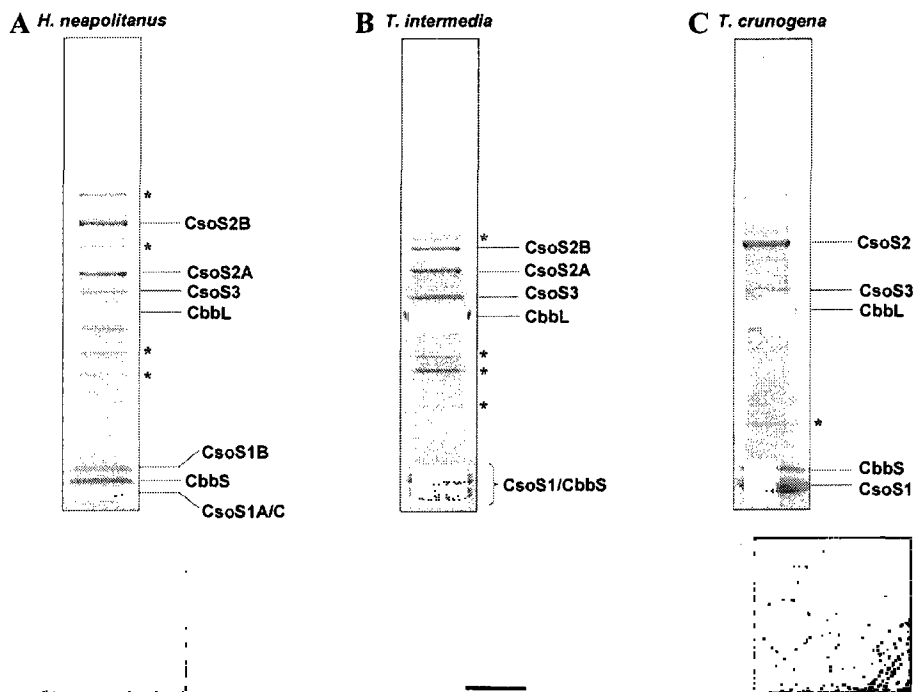 A H. neapolitanus
*
CsoS2B
*
CsoS2A
CsoS3
CbbL
*
*
CsoS1B
CbbS
CsoS1A/C
B T. intermedia
*
CsoS2B
CsoS2A
CsoS3
CbbL
*
*
*
CsoS1/CbbS
C T. crunogena
CsoS2
CsoS3
CbbL
*
CbbS
CsoS1